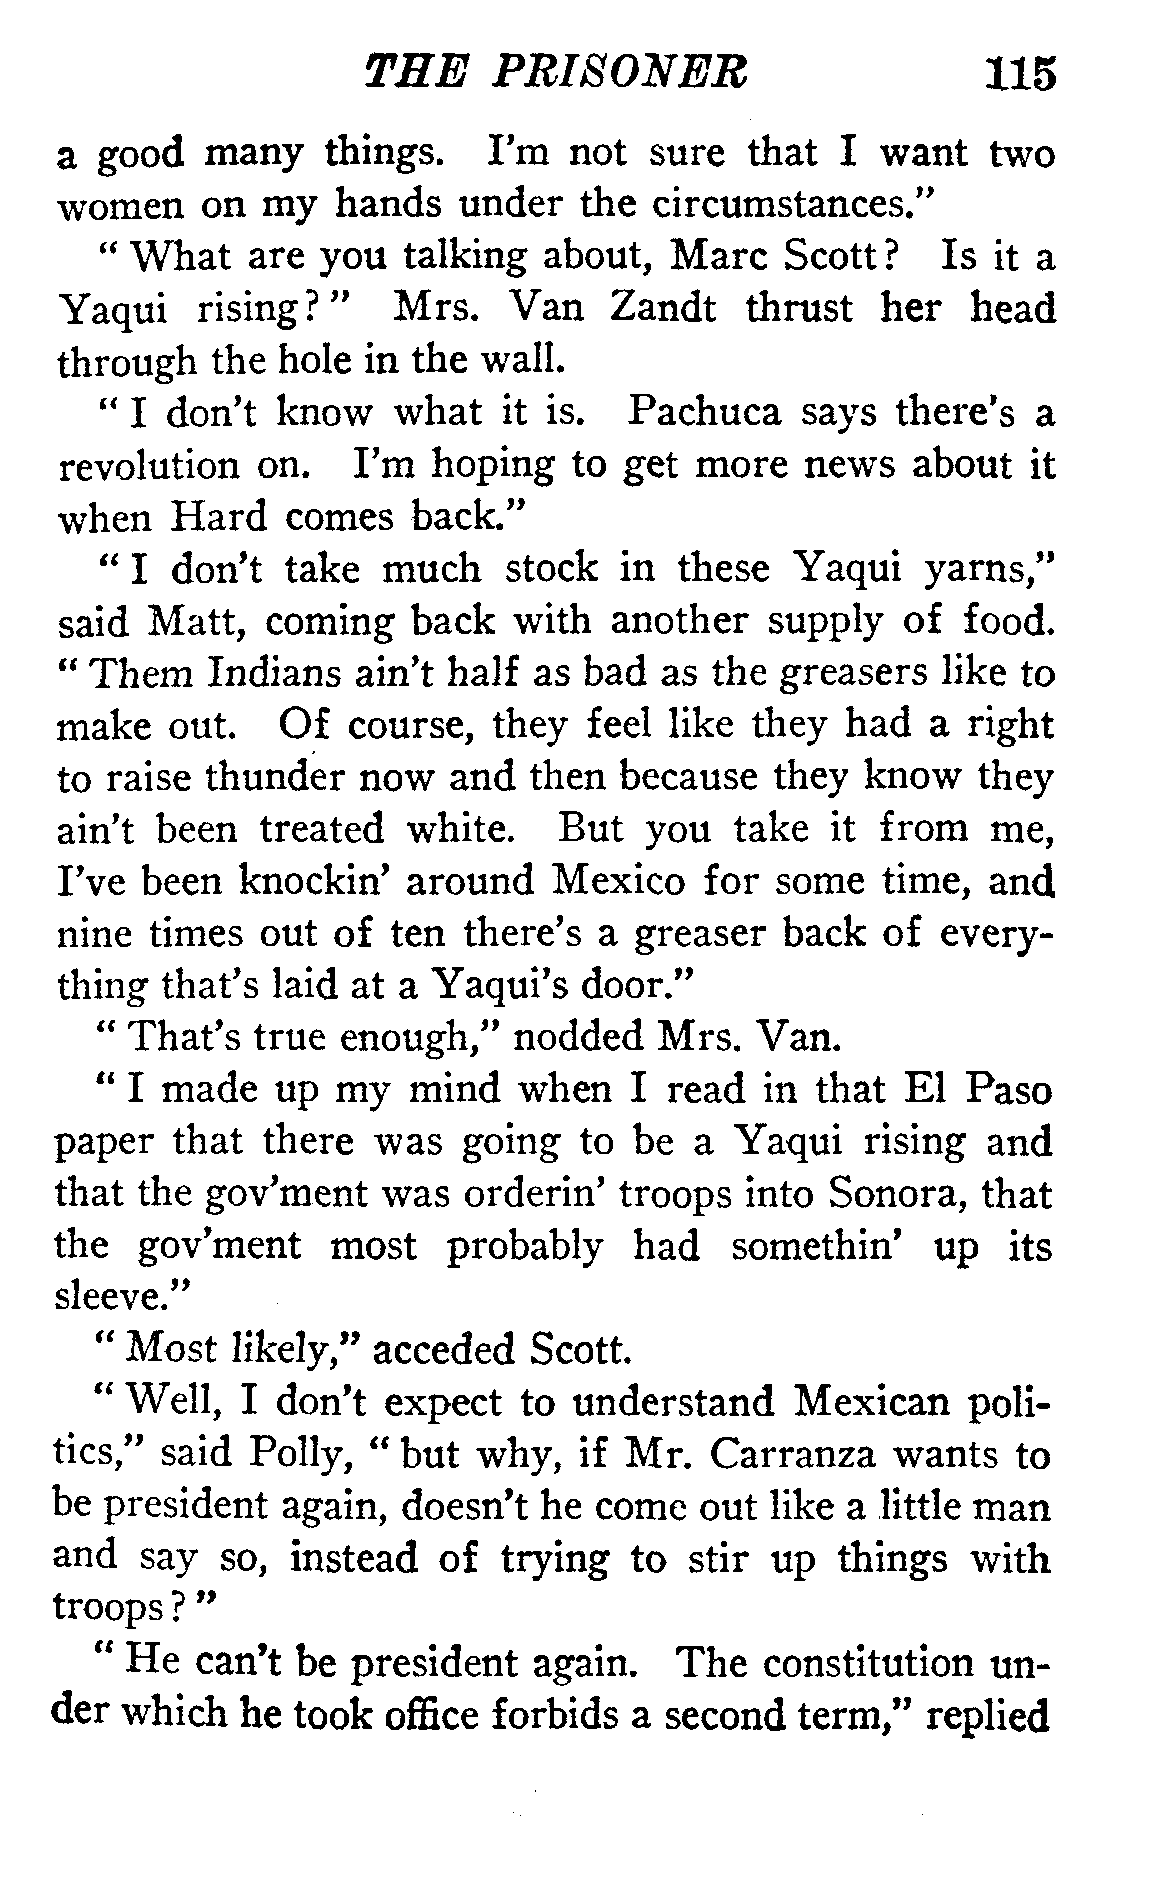 THE PRISONER 115
a good many things. I'm not sure that I want two
women on my hands under the circumstances."
" What are you talking about, Marc Scott? Is it a
Yaqui rising?" Mrs. Van Zandt thrust her head
through the hole in the wall.
" I don't know what it is. Pachuca says there's a
revolution on. I'm hoping to get more news about it
when Hard comes back."
" I don't take much stock in these Yaqui yarns,"
said Matt, coming back with another supply of food.
" Them Indians ain't half as bad as the greasers like to
make out. Of course, they feel like they had a right
to raise thunder now and then because they know they
ain't been treated white. But you take it from me,
I've been knockin' around Mexico for some time, and
nine times out of ten there's a greaser back of every-
thing that's laid at a Yaqui's door."
" That's true enough," nodded Mrs. Van.
" I made up my mind when I read in that El Paso
paper that there was going to be a Yaqui rising and
that the gov'ment was orderin' troops into Sonora, that
the gov'ment most probably had somethin' up its
sleeve."
" Most likely," acceded Scott.
" Well, I don't expect to understand Mexican poli-
tics," said Polly, " but why, if Mr. Carranza wants to
be president again, doesn't he come out like a little man
and say so, instead of trying to stir up things with
troops?"
" He can't be president again. The constitution un-
der which he took office forbids a second term," replied